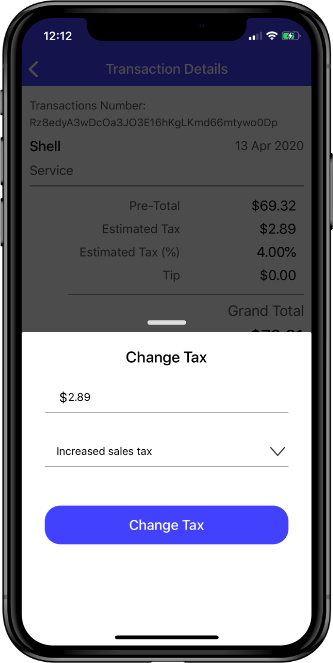 12:12
Transaction Details
Transactions Number:
Rz8edyA3wDcOa3JO3E16hKgLKmd66mtywo0Dp
Shell 13 Apr 2020
Service
Pre-Total $69.32
Estimated Tax $2.89
Estimated Tax (%) 4.00%
Tip $0.00
Grand Total
Change Tax
$2.89
Increased sales tax
Change Tax